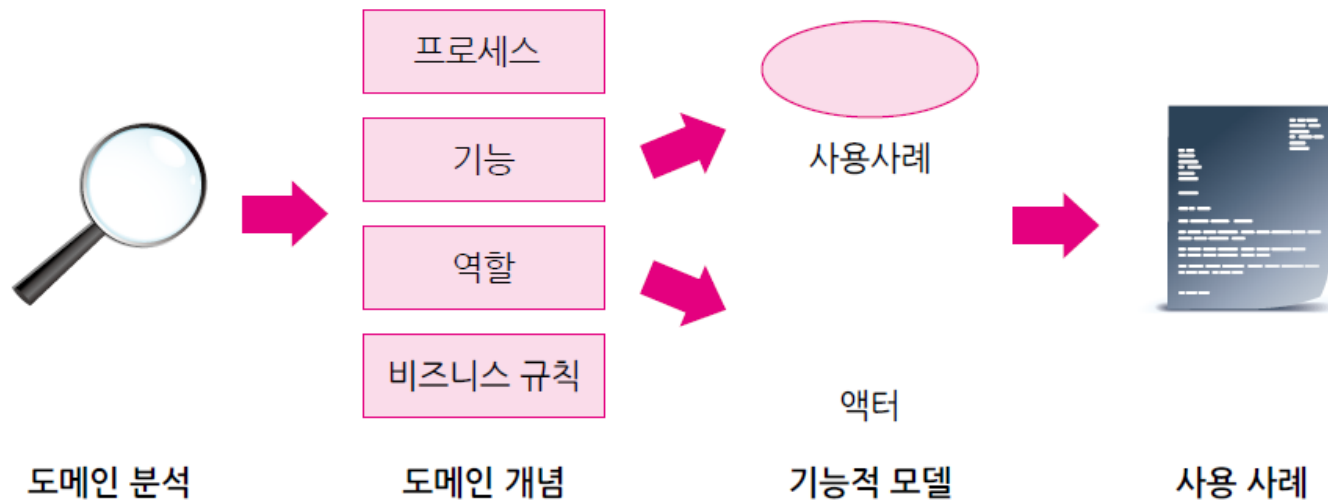 프로세스
기능
역할
비즈니스 규칙
사용사례
액터
도메인 분석
도메인 개념
기능적 모델
사용 사례